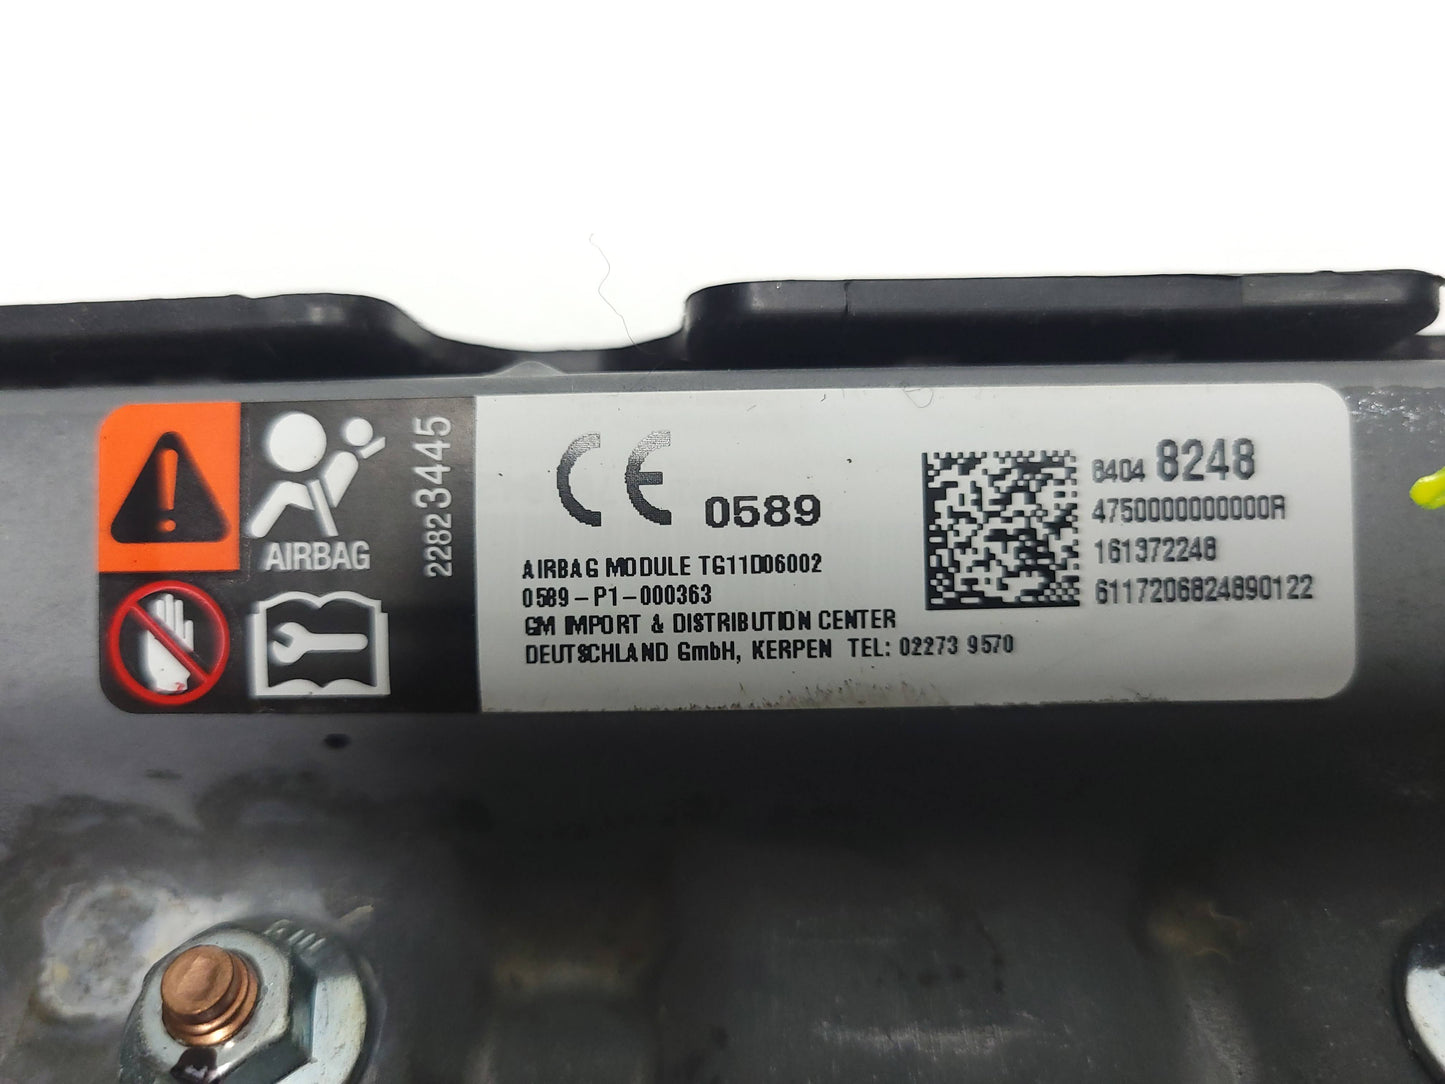 AIRBAG
22823445
CE 0589
AIRBAG MODULE TG11D06002
0589-P1-000363
GM IMPORT & DISTRIBUTION CENTER
DEUTSCHLAND GmbH, KERPEN TEL: 02273 9570
8404 8248
4750000000000R
161372248
6117206824890122